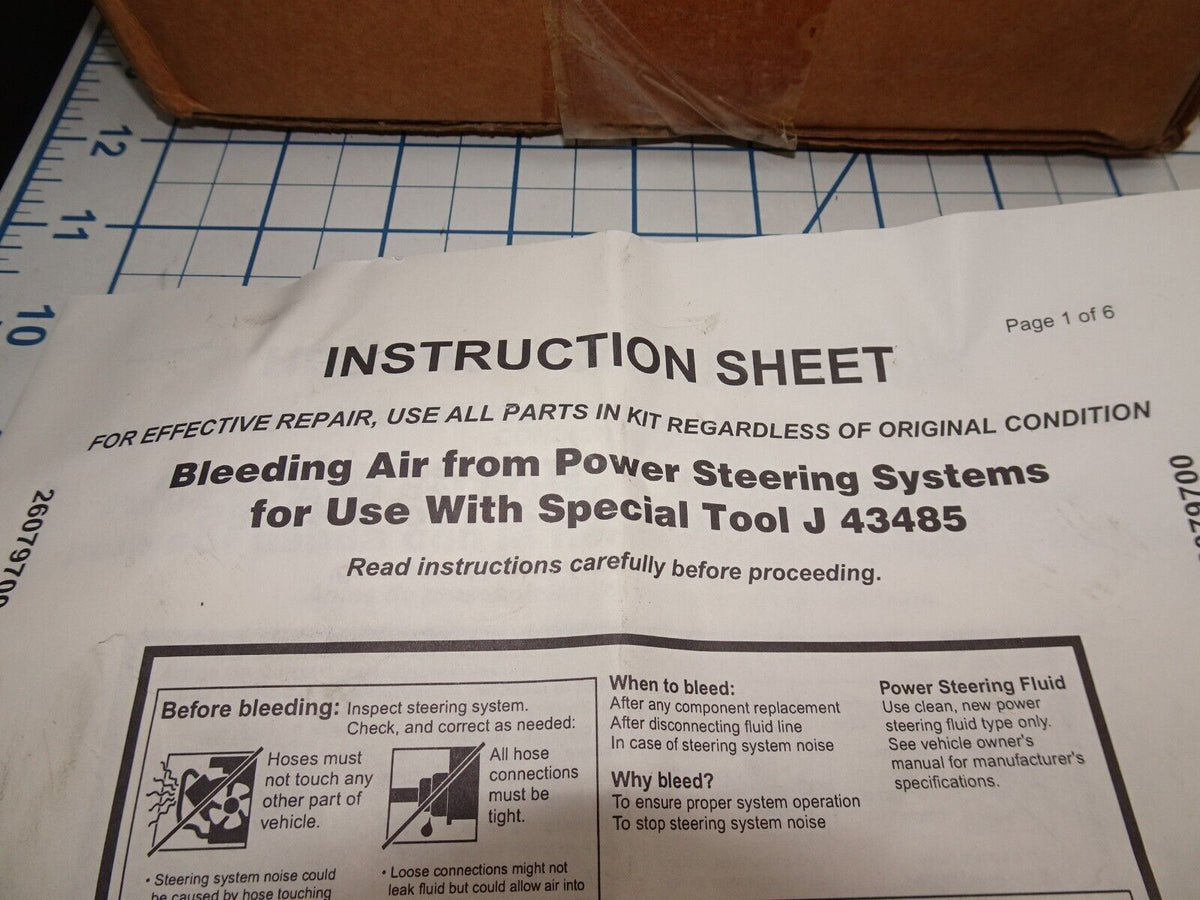 12
11
10
Page 1 of 6
INSTRUCTION SHEET
FOR EFFECTIVE REPAIR, USE ALL PARTS IN KIT REGARDLESS OF ORIGINAL CONDITION
Bleeding Air from Power Steering Systems
for Use With Special Tool J 43485
Read instructions carefully before proceeding.
Before bleeding: Inspect steering system.
Check, and correct as needed:
Hoses must
not touch any
other part of
vehicle.
• Steering system noise could
be caused by hose touching
All hose
connections
must be
tight.
• Loose connections might not
leak fluid but could allow air into
When to bleed:
After any component replacement
After disconnecting fluid line
In case of steering system noise
Why bleed?
To ensure proper system operation
To stop steering system noise
Power Steering Fluid
Use clean, new power
steering fluid type only.
See vehicle owner's
manual for manufacturer's
specifications.